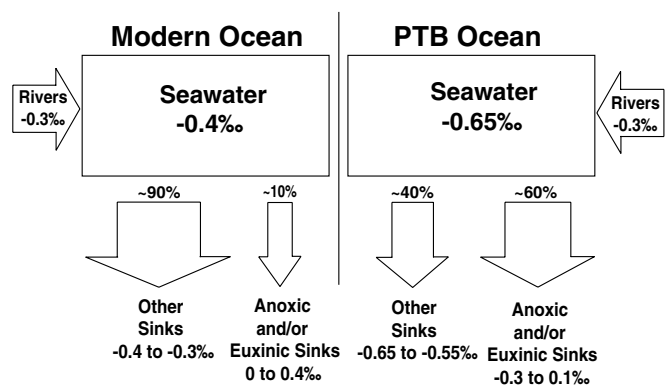 Modern Ocean
Rivers
-0.3‰
Seawater
-0.4‰
~90%
~10%
Other
Sinks
-0.4 to -0.3‰
Anoxic
and/or
Euxinic Sinks
0 to 0.4‰
PTB Ocean
Seawater
-0.65‰
Rivers
-0.3‰
~40%
~60%
Other
Sinks
-0.65 to -0.55‰
Anoxic
and/or
Euxinic Sinks
-0.3 to 0.1‰